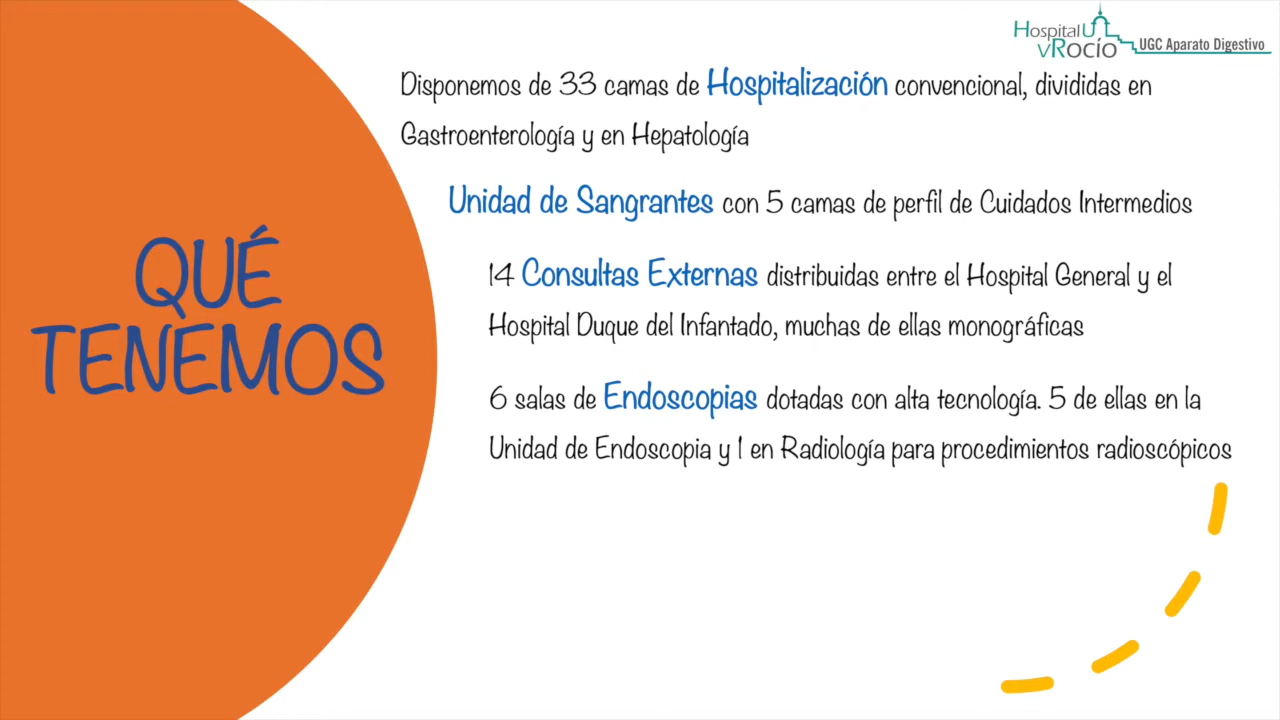 Hospital U
vRocío
UGC Aparato Digestivo
QUÉ
TENEMOS
Disponemos de 33 camas de Hospitalización convencional, divididas en
Gastroenterología y en Hepatología
Unidad de Sangrantes con 5 camas de perfil de Cuidados Intermedios
14 Consultas Externas distribuidas entre el Hospital General y el
Hospital Duque del Infantado, muchas de ellas monográficas
6 salas de Endoscopias dotadas con alta tecnología. 5 de ellas en la
Unidad de Endoscopia y 1 en Radiología para procedimientos radioscópicos